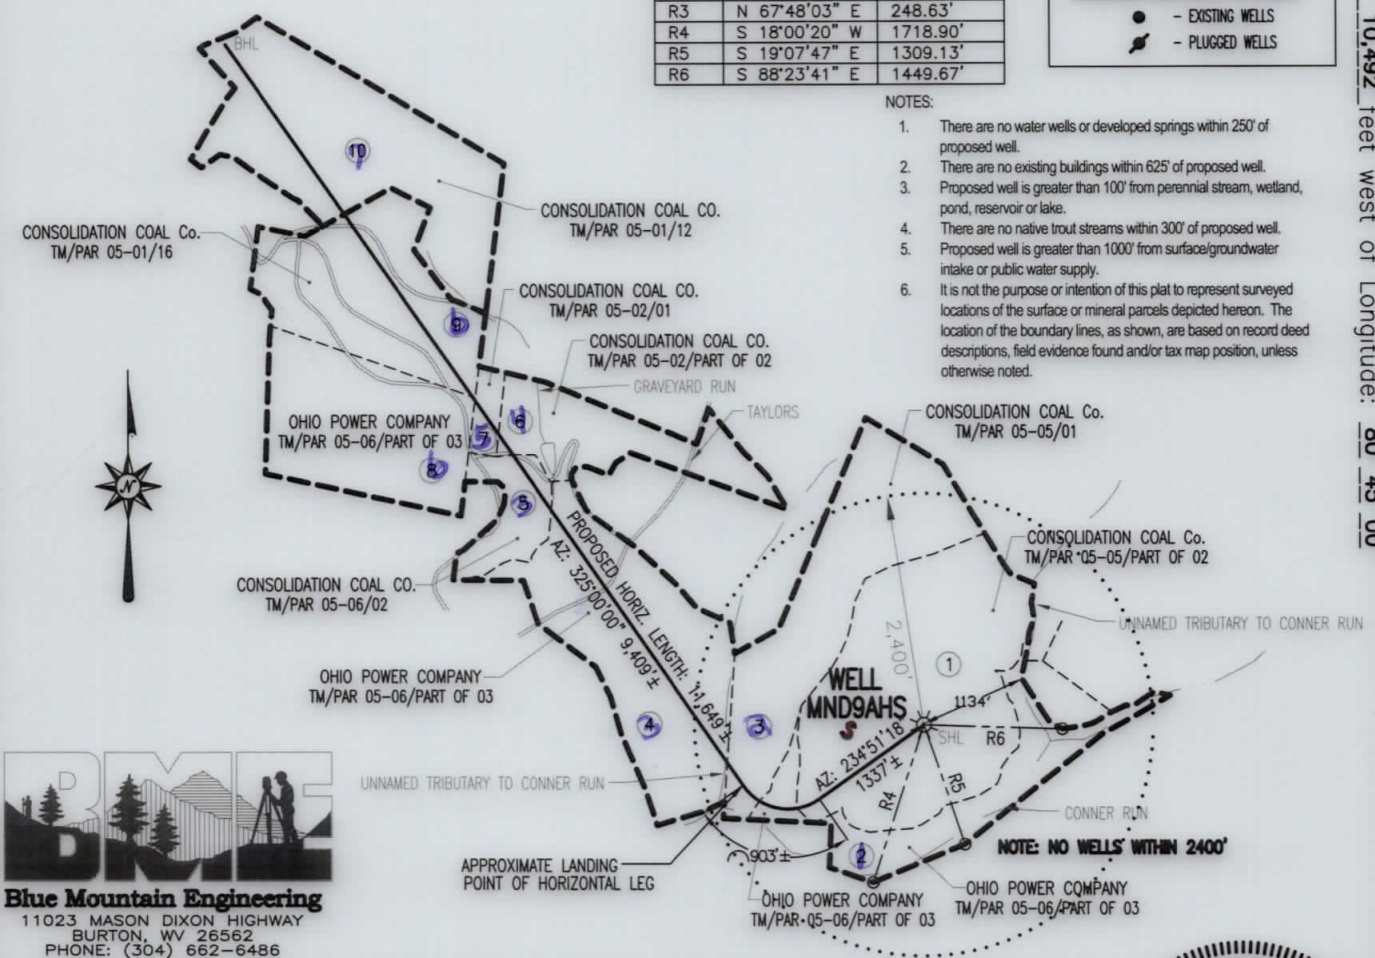 R3 N 67°48'03" E 248.63'
R4 S 18°00'20" W 1718.90'
R5 S 19°07'47" E 1309.13'
R6 S 88°23'41" E 1449.67'
- EXISTING WELLS
- PLUGGED WELLS
10,492 feet west of Longitude:
NOTES:
1. There are no water wells or developed springs within 250' of
proposed well.
2. There are no existing buildings within 625' of proposed well.
3. Proposed well is greater than 100' from perennial stream, wetland,
pond, reservoir or lake.
4. There are no native trout streams within 300' of proposed well.
5. Proposed well is greater than 1000' from surface/groundwater
intake or public water supply.
6. It is not the purpose or intention of this plat to represent surveyed
locations of the surface or mineral parcels depicted hereon. The
location of the boundary lines, as shown, are based on record deed
descriptions, field evidence found and/or tax map position, unless
otherwise noted.
BHL
10
CONSOLIDATION COAL CO.
TM/PAR 05-01/12
CONSOLIDATION COAL Co.
TM/PAR 05-01/16
CONSOLIDATION COAL CO.
TM/PAR 05-02/01
9
CONSOLIDATION COAL CO.
TM/PAR 05-02/PART OF 02
GRAVEYARD RUN
TAYLORS
CONSOLIDATION COAL Co.
TM/PAR 05-05/01
OHIO POWER COMPANY
TM/PAR 05-06/PART OF 03
6
7
8
5
N
PROPOSED HORIZ. LENGTH: 11,649'±
AZ: 325°00'00" 9,409'±
CONSOLIDATION COAL Co.
TM/PAR 05-05/PART OF 02
CONSOLIDATION COAL CO.
TM/PAR 05-06/02
UNNAMED TRIBUTARY TO CONNER RUN
2,400'
1
OHIO POWER COMPANY
TM/PAR 05-06/PART OF 03
WELL
MND9AHS
S
1134'
4
3
SHL
R6
AZ: 234°51'18
1337'±
R4
R5
UNNAMED TRIBUTARY TO CONNER RUN
CONNER RUN
NOTE: NO WELLS WITHIN 2400'
903'±
2
APPROXIMATE LANDING
POINT OF HORIZONTAL LEG
OHIO POWER COMPANY
TM/PAR 05-06/PART OF 03
OHIO POWER COMPANY
TM/PAR 05-06/PART OF 03
BME
Blue Mountain Engineering
11023 MASON DIXON HIGHWAY
BURTON, WV 26562
PHONE: (304) 662-6486